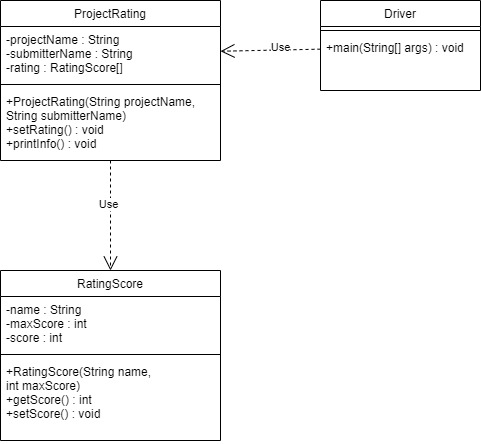 ProjectRating
-projectName : String
-submitterName : String
-rating : RatingScore[]
+ProjectRating(String projectName,
String submitterName)
+setRating() : void
+printInfo() : void
Use
Driver
+main(String[] args) : void
Use
RatingScore
-name : String
-maxScore : int
-score : int
+RatingScore(String name,
int maxScore)
+getScore() : int
+setScore() : void